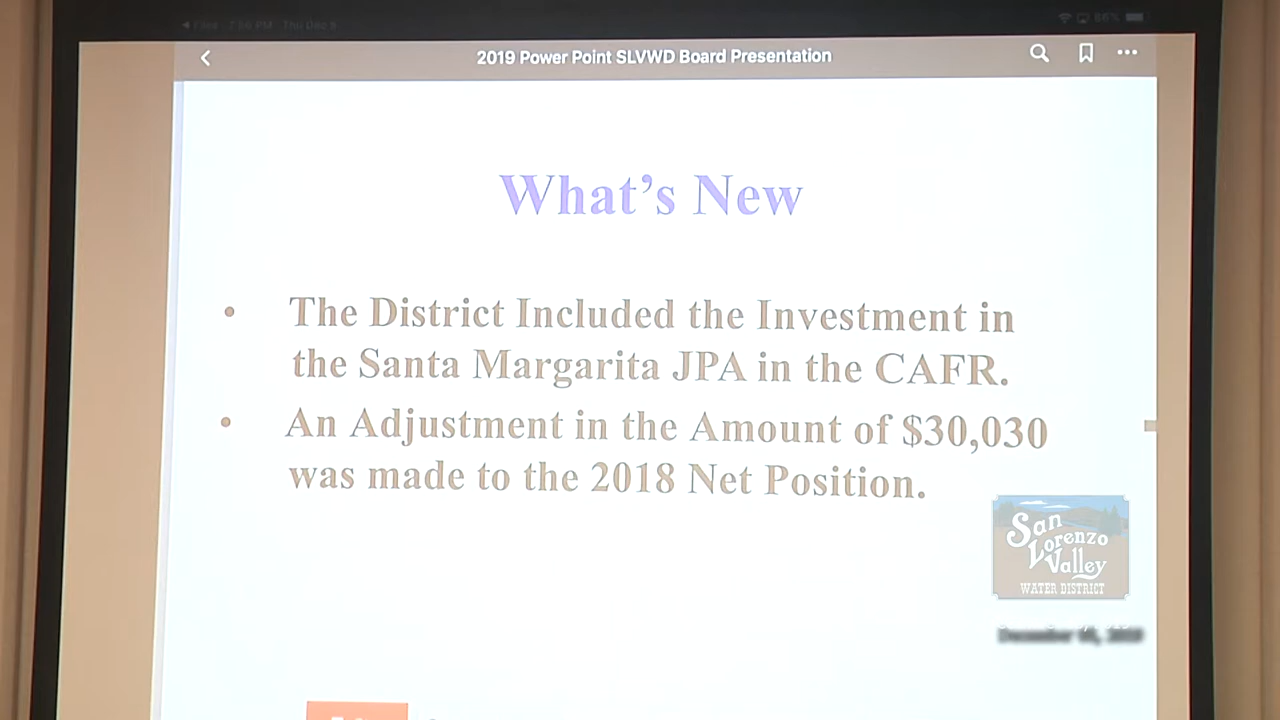 2019 Power Point SLVWD Board Presentation
What's New
• The District Included the Investment in
the Santa Margarita JPA in the CAFR.
• An Adjustment in the Amount of $30,030
was made to the 2018 Net Position.
San
Lorenzo
Valley
WATER DISTRICT